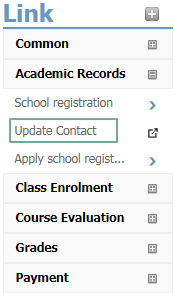 Link
Common
Academic Records
School registration
Update Contact
Apply school regist...
Class Enrolment
Course Evaluation
Grades
Payment